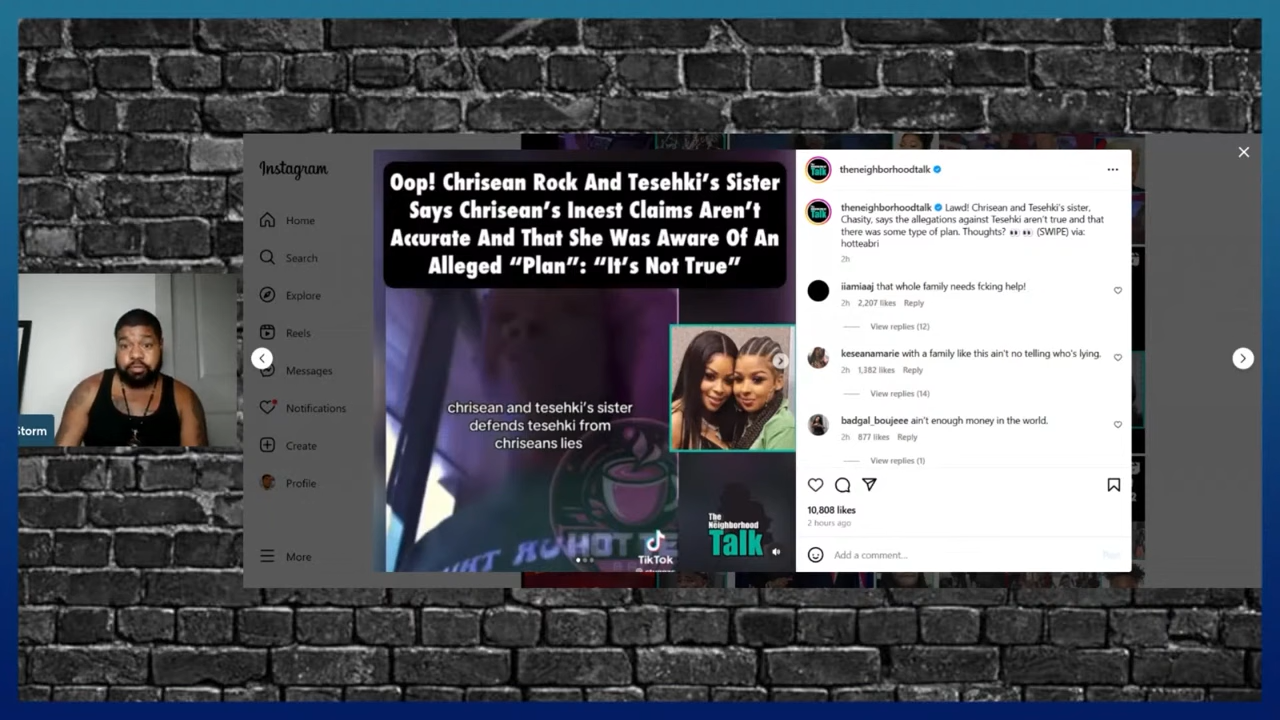 Instagram
Home
Search
Explore
Reels
Messages
Notifications
Create
Profile
More
Storm
Oop! Chrisean Rock And Tesehki's Sister
Says Chrisean's Incest Claims Aren't
Accurate And That She Was Aware Of An
Alleged “Plan”: “It's Not True”
chrisean and tesehki's sister
defends tesehki from
chriseans lies
HOT TE
TikTok
The
Neighborhood
Talk
theneighborhoodtalk
theneighborhoodtalk Lawd! Chrisean and Tesehki's sister,
Chasity, says the allegations against Tesehki aren't true and that
there was some type of plan. Thoughts? 👀 👀 (SWIPE) via:
hotteabri
2h
iiamiaaj that whole family needs fcking help!
2h 2,207 likes Reply
View replies (12)
keseanamarie with a family like this ain't no telling who's lying.
2h 1,382 likes Reply
View replies (14)
badgal_boujeee ain't enough money in the world.
2h 877 likes Reply
View replies (1)
10,808 likes
2 hours ago
Add a comment...
Post